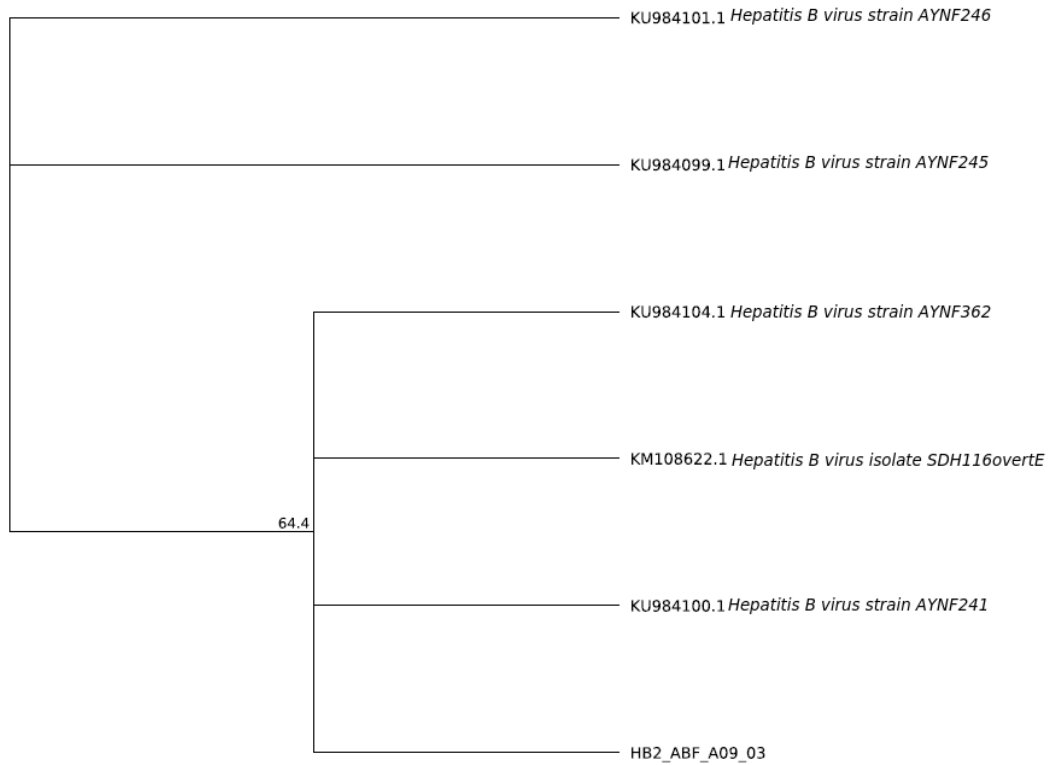 KU984101.1 Hepatitis B virus strain AYNF246
KU984099.1 Hepatitis B virus strain AYNF245
KU984104.1 Hepatitis B virus strain AYNF362
KM108622.1 Hepatitis B virus isolate SDH116overtE
64.4
KU984100.1 Hepatitis B virus strain AYNF241
HB2_ABF_A09_03